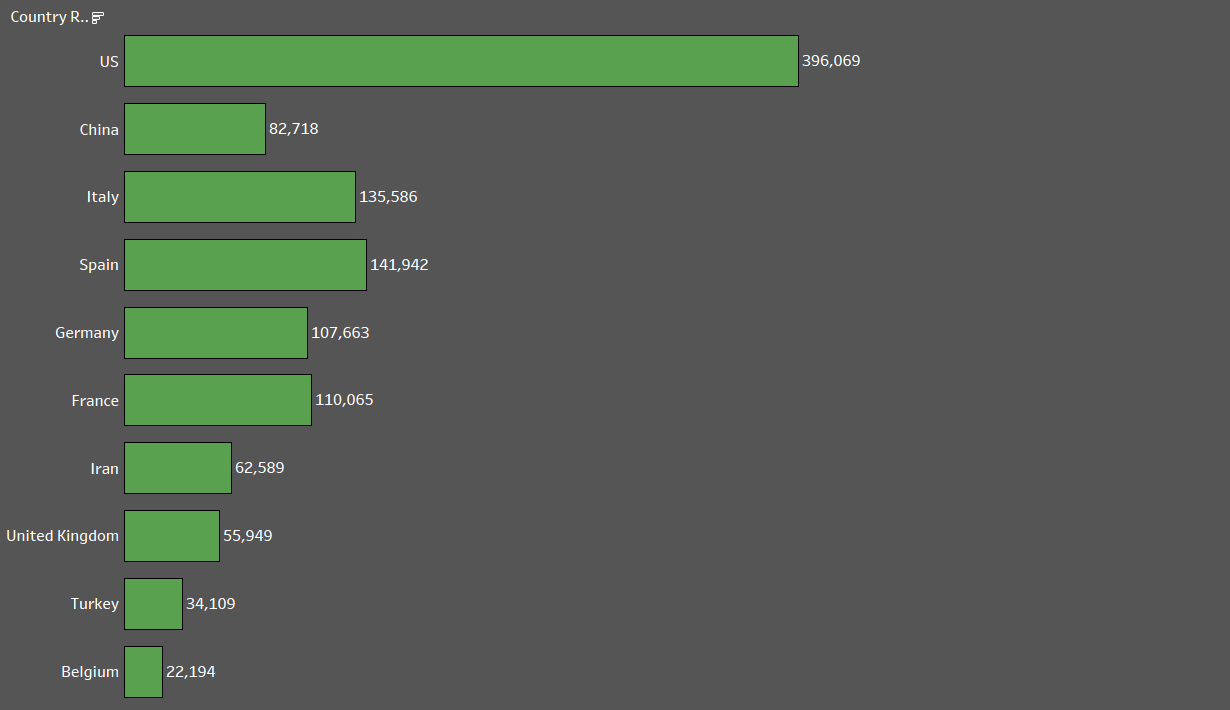 Country R..
US 396,069
China 82,718
Italy 135,586
Spain 141,942
Germany 107,663
France 110,065
Iran 62,589
United Kingdom 55,949
Turkey 34,109
Belgium 22,194